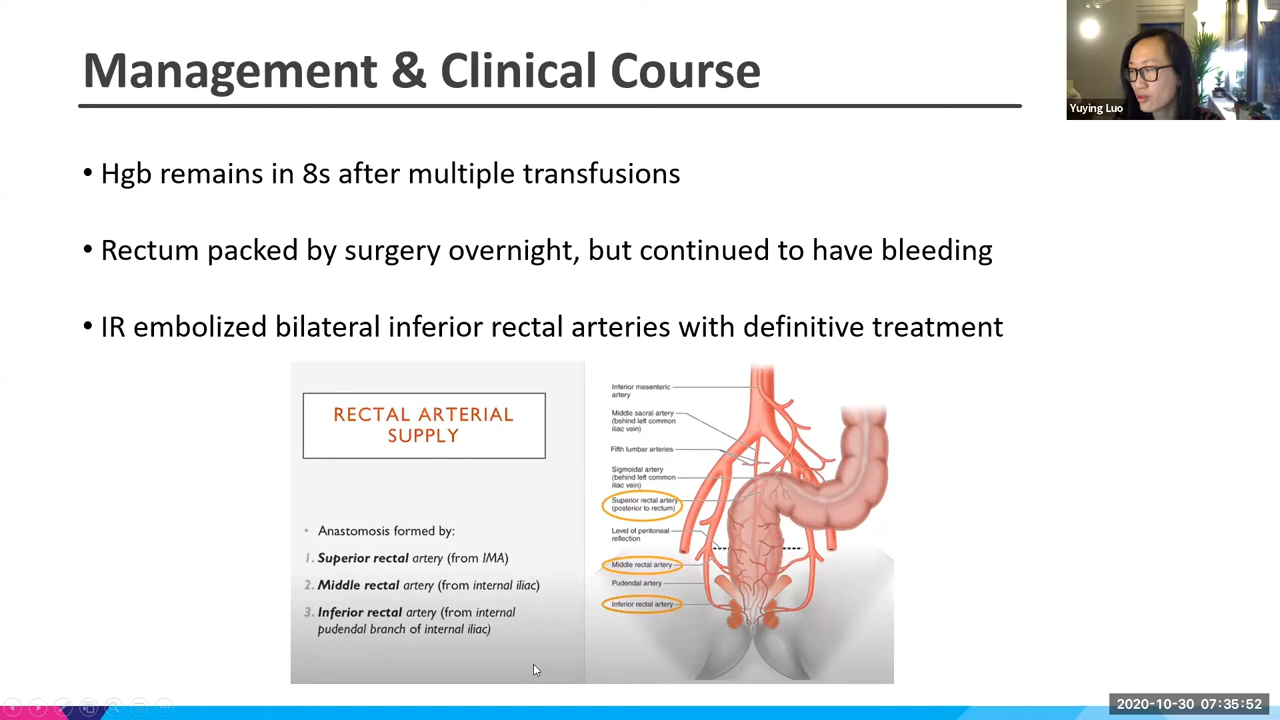 Management & Clinical Course
Yuying Luo
• Hgb remains in 8s after multiple transfusions
• Rectum packed by surgery overnight, but continued to have bleeding
• IR embolized bilateral inferior rectal arteries with definitive treatment
RECTAL ARTERIAL
SUPPLY
• Anastomosis formed by:
1. Superior rectal artery (from IMA)
2. Middle rectal artery (from internal iliac)
3. Inferior rectal artery (from internal
pudendal branch of internal iliac)
Inferior mesenteric
artery
Middle sacral artery
(behind left common
iliac vein)
Fifth lumbar arteries
Sigmoidal artery
(behind left common
iliac vein)
Superior rectal artery
(posterior to rectum)
Level of peritoneal
reflection
Middle rectal artery
Pudendal artery
Inferior rectal artery
2020-10-30 07:35:52